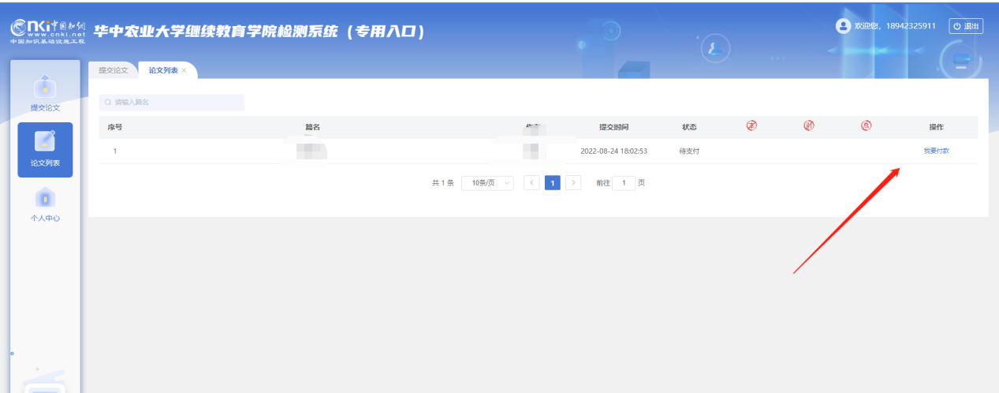 Cnki中国知网
www.cnki.net
中国知识基础设施工程
华中农业大学继续教育学院检测系统（专用入口）
欢迎您，18942325911
退出
提交论文
论文列表 ×
提交论文
论文列表
个人中心
请输入篇名
序号 篇名 提交时间 状态 操作
1 2022-08-24 18:02:53 待支付 我要付款
共 1 条 10条/页 < 1 > 前往 1 页